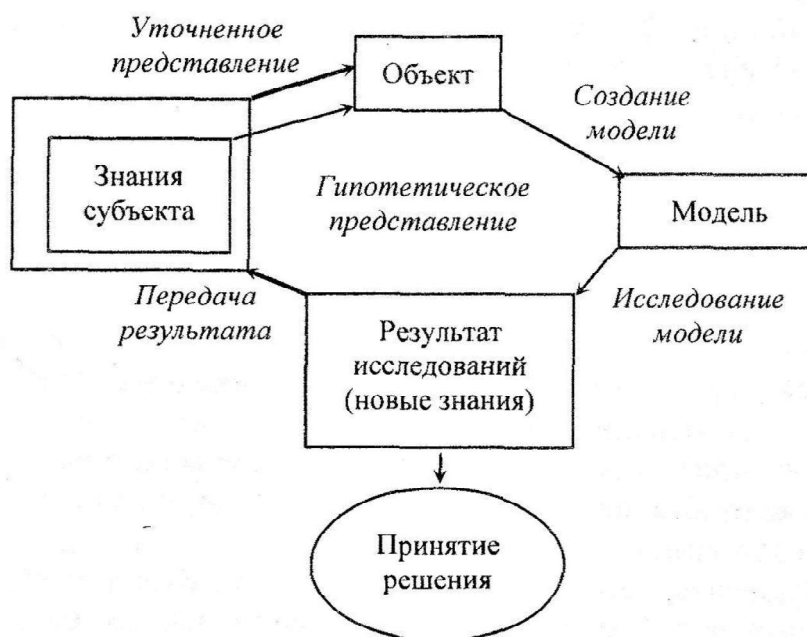 Уточненное
представление
Объект
Создание
модели
Знания
субъекта
Гипотетическое
представление
Модель
Передача
результата
Результат
исследований
(новые знания)
Исследование
модели
Принятие
решения